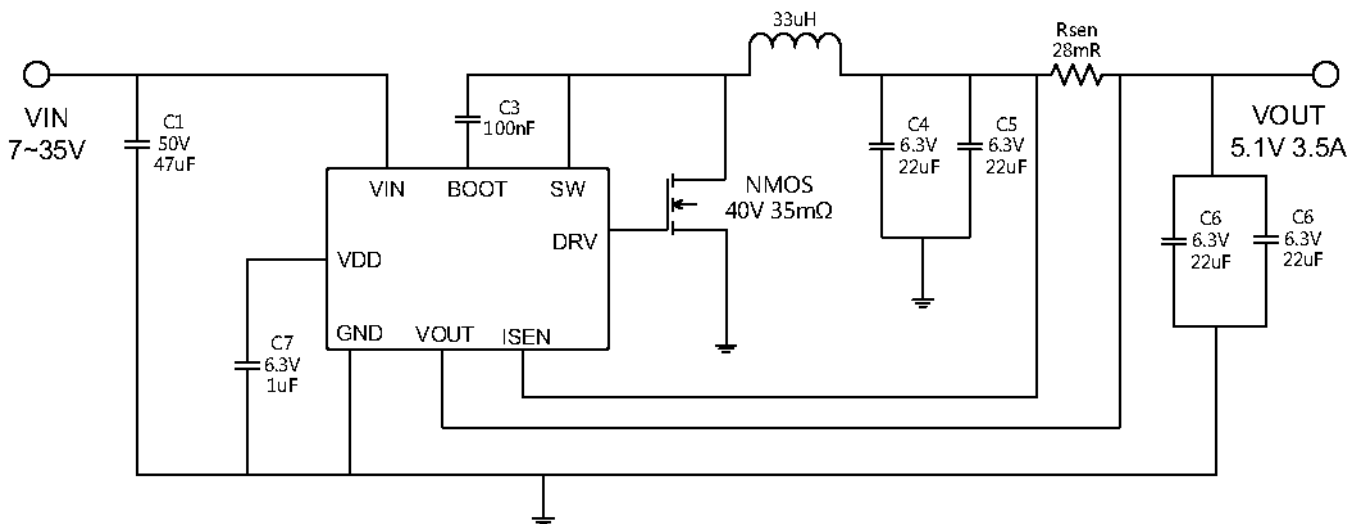 33uH
Rsen
28mR
VIN
7~35V
C1
50V
47uF
C3
100nF
C4
6.3V
22uF
C5
6.3V
22uF
VOUT
5.1V 3.5A
VIN
BOOT
SW
NMOS
40V 35mΩ
DRV
VDD
C6
6.3V
22uF
C6
6.3V
22uF
GND
VOUT
ISEN
C7
6.3V
1uF